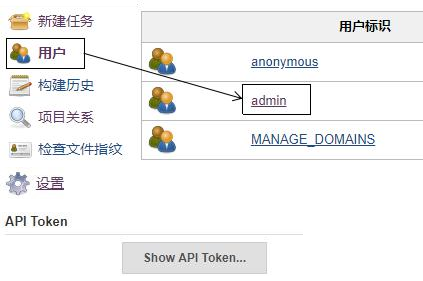 新建任务
用户
构建历史
项目关系
检查文件指纹
设置
用户标识
anonymous
admin
MANAGE_DOMAINS
API Token
Show API Token...